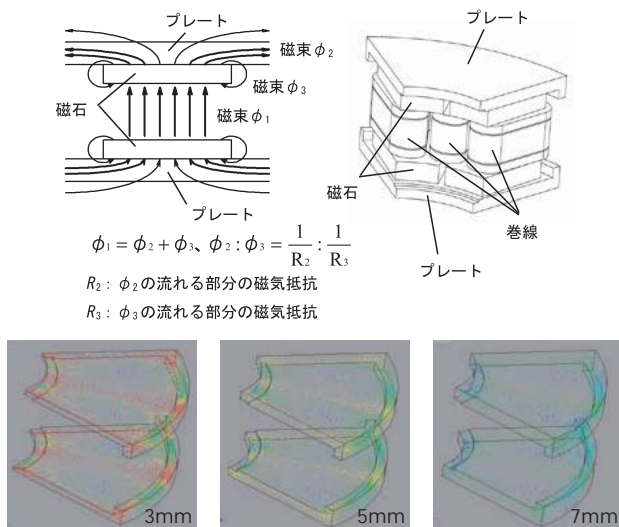 プレート
磁束φ₂
磁束φ₃
磁石
磁束φ₁
プレート
プレート
磁石
巻線
プレート
φ₁ = φ₂ + φ₃、φ₂ : φ₃ = 1/R₂ : 1/R₃
R₂ : φ₂の流れる部分の磁気抵抗
R₃ : φ₃の流れる部分の磁気抵抗
3mm
5mm
7mm